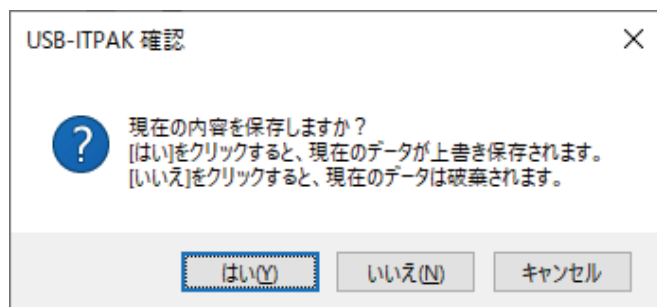 USB-ITPAK 確認
現在の内容を保存しますか？
[はい]をクリックすると、現在のデータが上書き保存されます。
[いいえ]をクリックすると、現在のデータは破棄されます。
はい(Y)
いいえ(N)
キャンセル